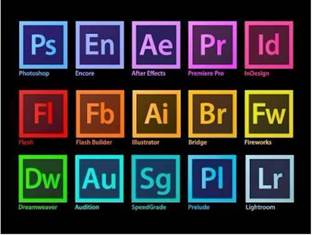 Ps En Ae Pr Id
Photoshop Encore After Effects Premiere Pro InDesign
Fl Fb Ai Br Fw
Flash Flash Builder Illustrator Bridge Fireworks
Dw Au Sg Pl Lr
Dreamweaver Audition SpeedGrade Prelude Lightroom